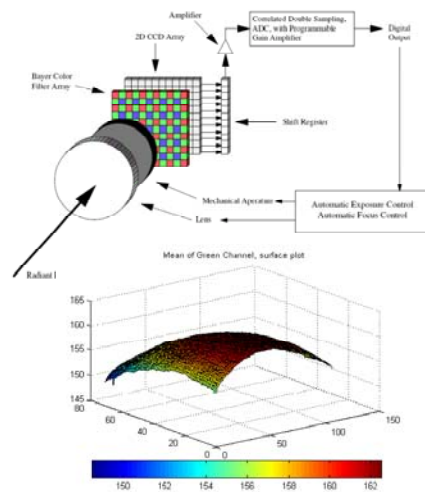 Amplifier
Correlated Double Sampling,
ADC, with Programmable
Gain Amplifier
Digital
Output
2D CCD Array
Bayer Color
Filter Array
Shift Register
Mechanical Aperature
Lens
Automatic Exposure Control
Automatic Focus Control
Radiant I
Mean of Green Channel, surface plot
165
160
155
150
145
80
60
40
20
0
0
50
100
150
150
152
154
156
158
160
162